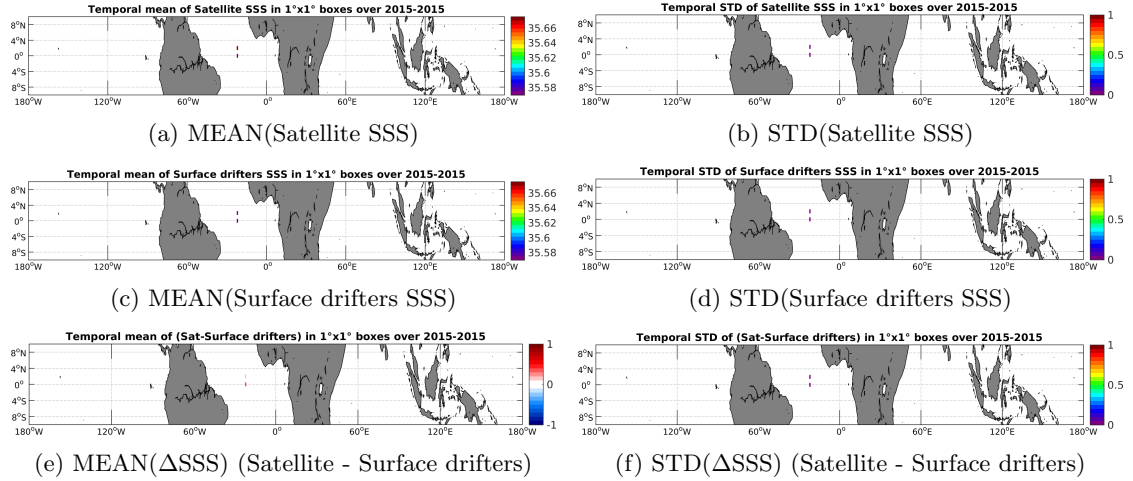 Temporal mean of Satellite SSS in 1°x1° boxes over 2015-2015
8°N
4°N
0°
4°S
8°S
180°W 120°W 60°W 0° 60°E 120°E 180°W
35.66
35.64
35.62
35.6
35.58
(a) MEAN(Satellite SSS)
Temporal STD of Satellite SSS in 1°x1° boxes over 2015-2015
8°N
4°N
0°
4°S
8°S
180°W 120°W 60°W 0° 60°E 120°E 180°W
1
0.5
0
(b) STD(Satellite SSS)
Temporal mean of Surface drifters SSS in 1°x1° boxes over 2015-2015
8°N
4°N
0°
4°S
8°S
180°W 120°W 60°W 0° 60°E 120°E 180°W
35.66
35.64
35.62
35.6
35.58
(c) MEAN(Surface drifters SSS)
Temporal STD of Surface drifters SSS in 1°x1° boxes over 2015-2015
8°N
4°N
0°
4°S
8°S
180°W 120°W 60°W 0° 60°E 120°E 180°W
1
0.5
0
(d) STD(Surface drifters SSS)
Temporal mean of (Sat-Surface drifters) in 1°x1° boxes over 2015-2015
8°N
4°N
0°
4°S
8°S
180°W 120°W 60°W 0° 60°E 120°E 180°W
1
0
-1
(e) MEAN(ΔSSS) (Satellite - Surface drifters)
Temporal STD of (Sat-Surface drifters) in 1°x1° boxes over 2015-2015
8°N
4°N
0°
4°S
8°S
180°W 120°W 60°W 0° 60°E 120°E 180°W
1
0.5
0
(f) STD(ΔSSS) (Satellite - Surface drifters)